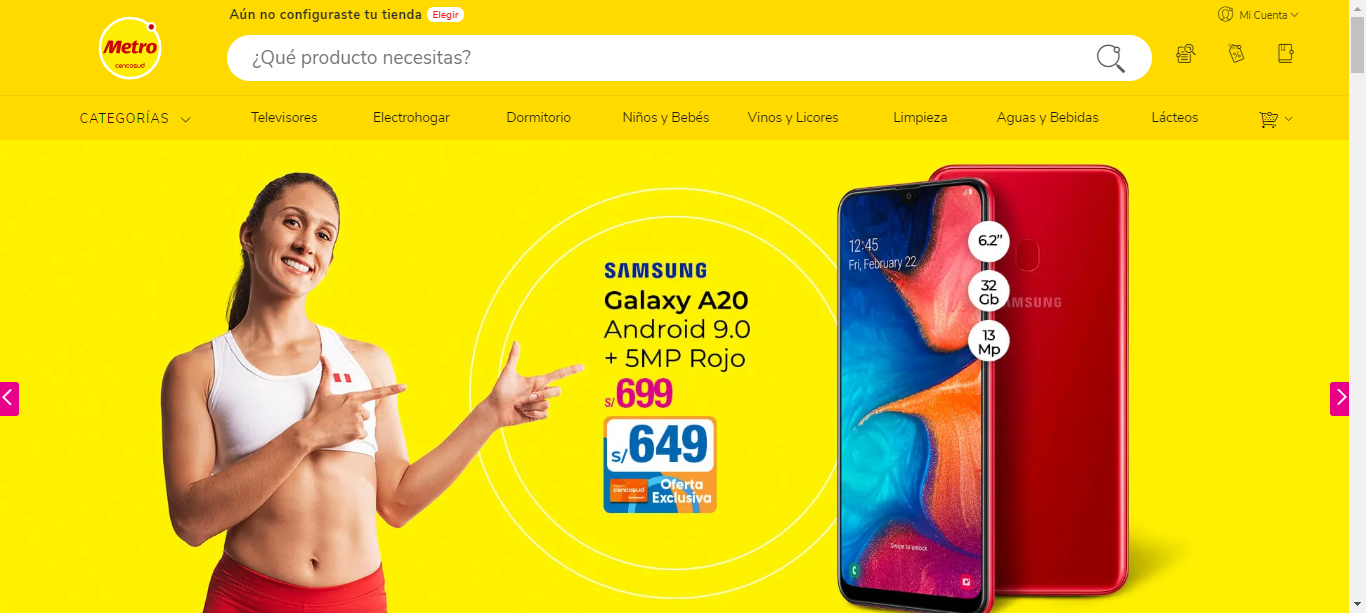 Aún no configuraste tu tienda Elegir
Mi Cuenta
Metro
cencosud
¿Qué producto necesitas?
CATEGORÍAS
Televisores
Electrohogar
Dormitorio
Niños y Bebés
Vinos y Licores
Limpieza
Aguas y Bebidas
Lácteos
SAMSUNG
Galaxy A20
Android 9.0
+ 5MP Rojo
S/ 699
S/ 649
cencosud
Oferta
Exclusiva
12:45
Fri, February 22
Swipe to unlock
6.2”
32
Gb
13
Mp
SAMSUNG